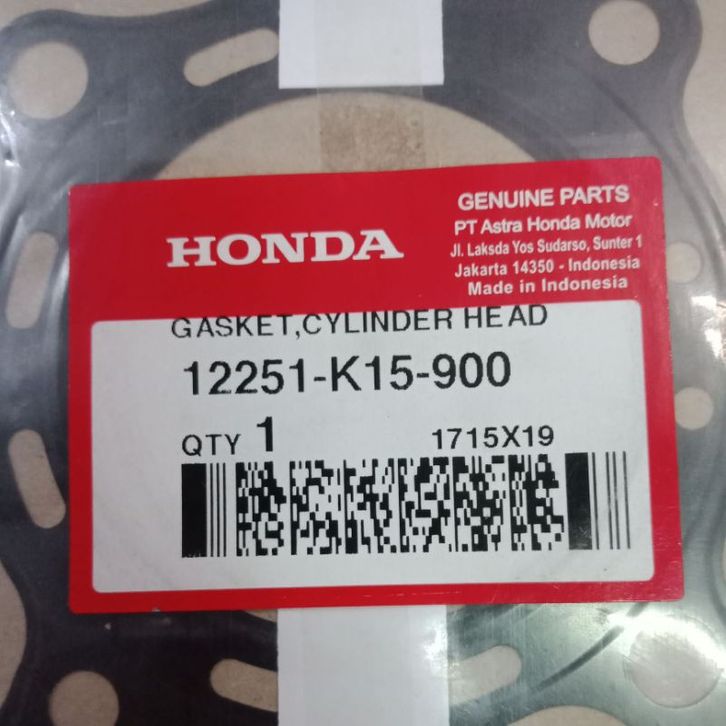 HONDA
GENUINE PARTS
PT Astra Honda Motor
Jl. Laksda Yos Sudarso, Sunter 1
Jakarta 14350 - Indonesia
Made in Indonesia
GASKET,CYLINDER HEAD
12251-K15-900
QTY 1 1715X19